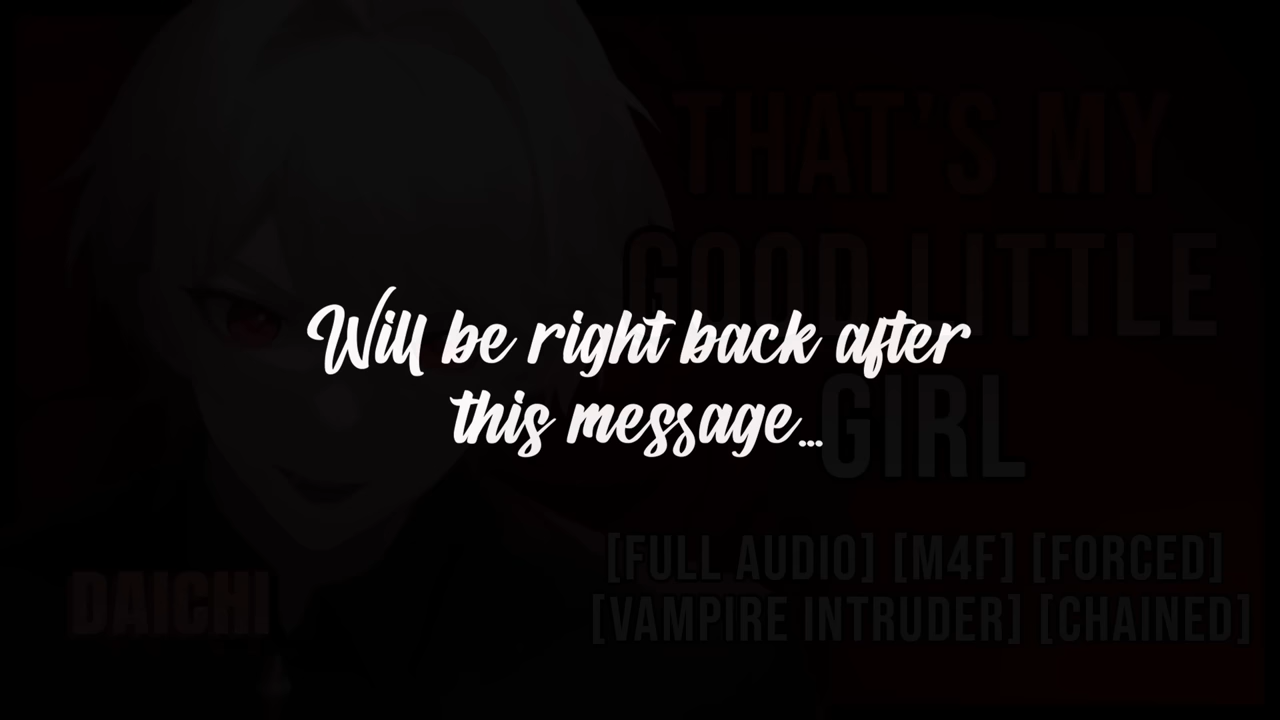 THAT'S MY
GOOD LITTLE
GIRL
Will be right back after
this message...
[FULL AUDIO] [M4F] [FORCED]
[VAMPIRE INTRUDER] [CHAINED]
DAICHI